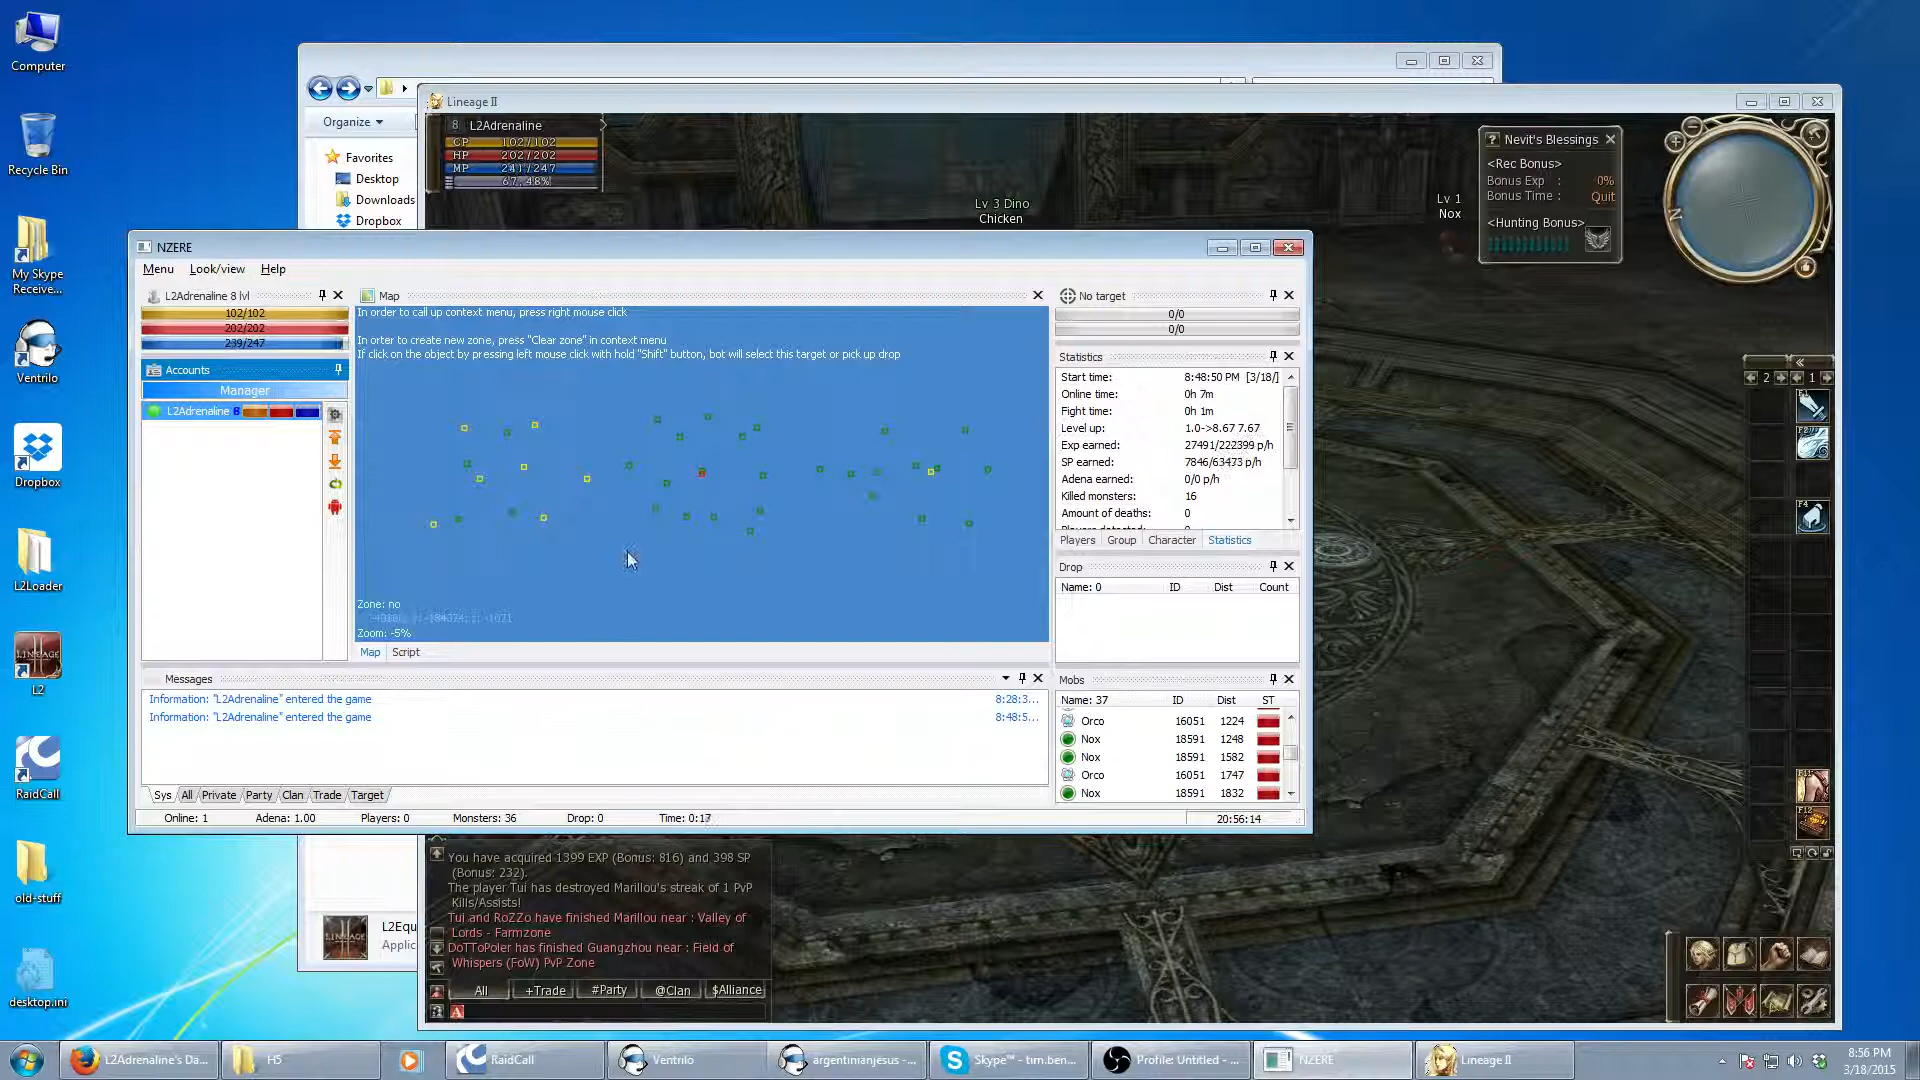 Computer
Recycle Bin
My Skype
Receive...
Ventrilo
Dropbox
L2Loader
L2
RaidCall
old-stuff
desktop.ini
Organize
Favorites
Desktop
Downloads
Dropbox
L2Equ
Applic
Lineage II
8 L2Adrenaline
CP 102/102
HP 202/202
MP 241/247
67.48%
Lv 3 Dino
Chicken
Lv 1
Nox
? Nevit's Blessings
<Rec Bonus>
Bonus Exp : 0%
Bonus Time : Quit
<Hunting Bonus>
N
2 1
F1
F2
F4
F11
F12
NZERE
Menu Look/view Help
L2Adrenaline 8 lvl
102/102
202/202
239/247
Accounts
Manager
L2Adrenaline 8
Map
In order to call up context menu, press right mouse click
In orter to create new zone, press "Clear zone" in context menu
If click on the object by pressing left mouse click with hold "Shift" button, bot will select this target or pick up drop
Zone: no
Zoom: -5%
Map Script
No target
0/0
0/0
Statistics
Start time: 8:48:50 PM [3/18/]
Online time: 0h 7m
Fight time: 0h 1m
Level up: 1.0->8.67 7.67
Exp earned: 27491/222399 p/h
SP earned: 7846/63473 p/h
Adena earned: 0/0 p/h
Killed monsters: 16
Amount of deaths: 0
Players detected: 0
Players Group Character Statistics
Drop
Name: 0 ID Dist Count
Messages
Information: "L2Adrenaline" entered the game 8:28:3...
Information: "L2Adrenaline" entered the game 8:48:5...
Sys All Private Party Clan Trade Target
Mobs
Name: 37 ID Dist ST
Orco 16051 1224
Nox 18591 1248
Nox 18591 1582
Orco 16051 1747
Nox 18591 1832
Online: 1 Adena: 1.00 Players: 0 Monsters: 36 Drop: 0 Time: 0:17 20:56:14
You have acquired 1399 EXP (Bonus: 816) and 398 SP
(Bonus: 232).
The player Tui has destroyed Marillou's streak of 1 PvP
Kills/Assists!
Tui and RoZZo have finished Marillou near : Valley of
Lords - Farmzone
DoTToPoler has finished Guangzhou near : Field of
Whispers (FoW) PvP Zone
All +Trade #Party @Clan $Alliance
A
L2Adrenaline's Da... H5 RaidCall Ventrilo argentinianjesus -... Skype™ - tim.ben... Profile: Untitled - ... NZERE Lineage II
8:56 PM
3/18/2015